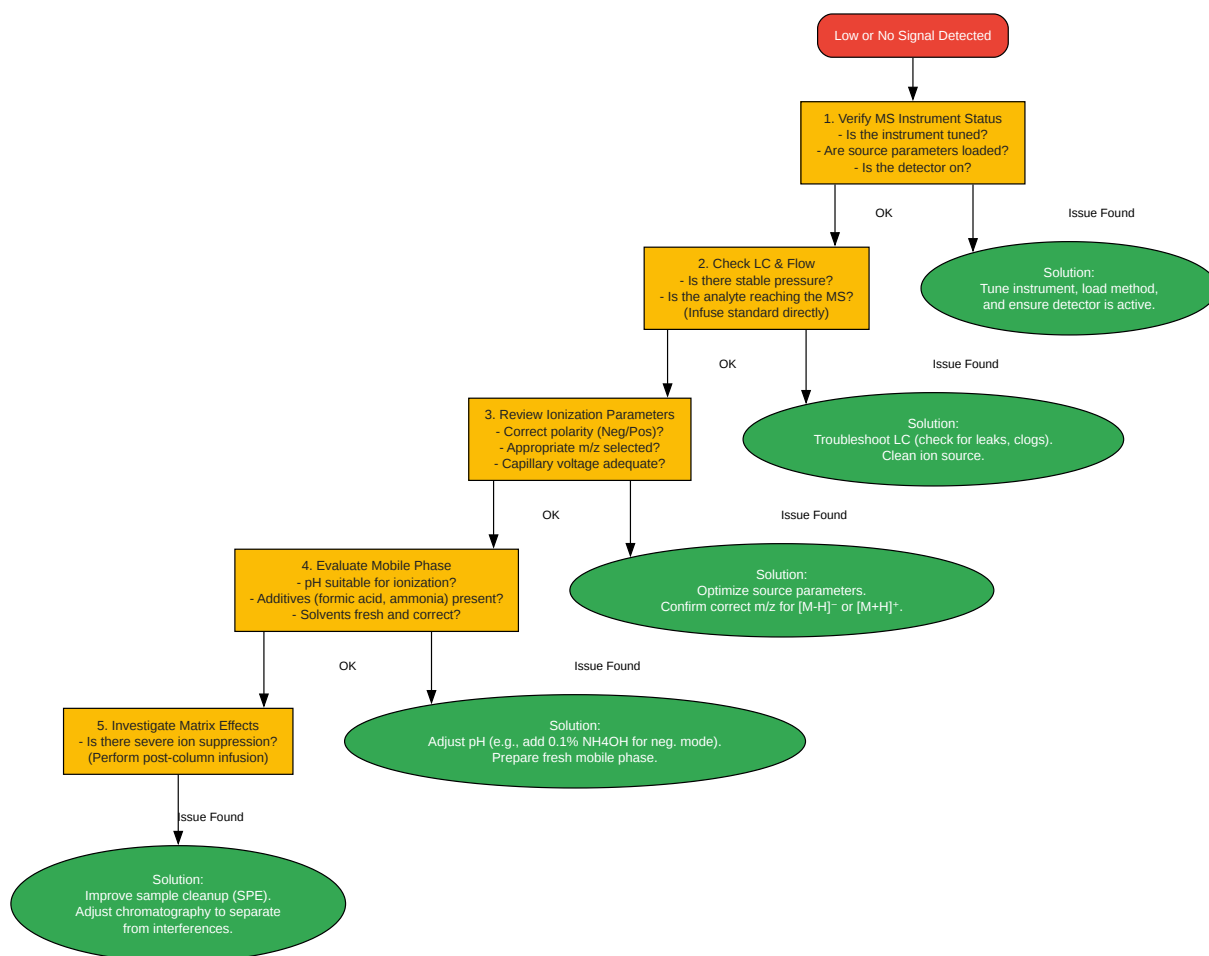 Low or No Signal Detected
1. Verify MS Instrument Status
- Is the instrument tuned?
- Are source parameters loaded?
- Is the detector on?
OK
Issue Found
2. Check LC & Flow
- Is there stable pressure?
- Is the analyte reaching the MS?
(Infuse standard directly)
Solution:
Tune instrument, load method,
and ensure detector is active.
OK
Issue Found
3. Review Ionization Parameters
- Correct polarity (Neg/Pos)?
- Appropriate m/z selected?
- Capillary voltage adequate?
Solution:
Troubleshoot LC (check for leaks, clogs).
Clean ion source.
OK
Issue Found
4. Evaluate Mobile Phase
- pH suitable for ionization?
- Additives (formic acid, ammonia) present?
- Solvents fresh and correct?
Solution:
Optimize source parameters.
Confirm correct m/z for [M-H]⁻ or [M+H]⁺.
OK
Issue Found
5. Investigate Matrix Effects
- Is there severe ion suppression?
(Perform post-column infusion)
Solution:
Adjust pH (e.g., add 0.1% NH4OH for neg. mode).
Prepare fresh mobile phase.
Issue Found
Solution:
Improve sample cleanup (SPE).
Adjust chromatography to separate
from interferences.